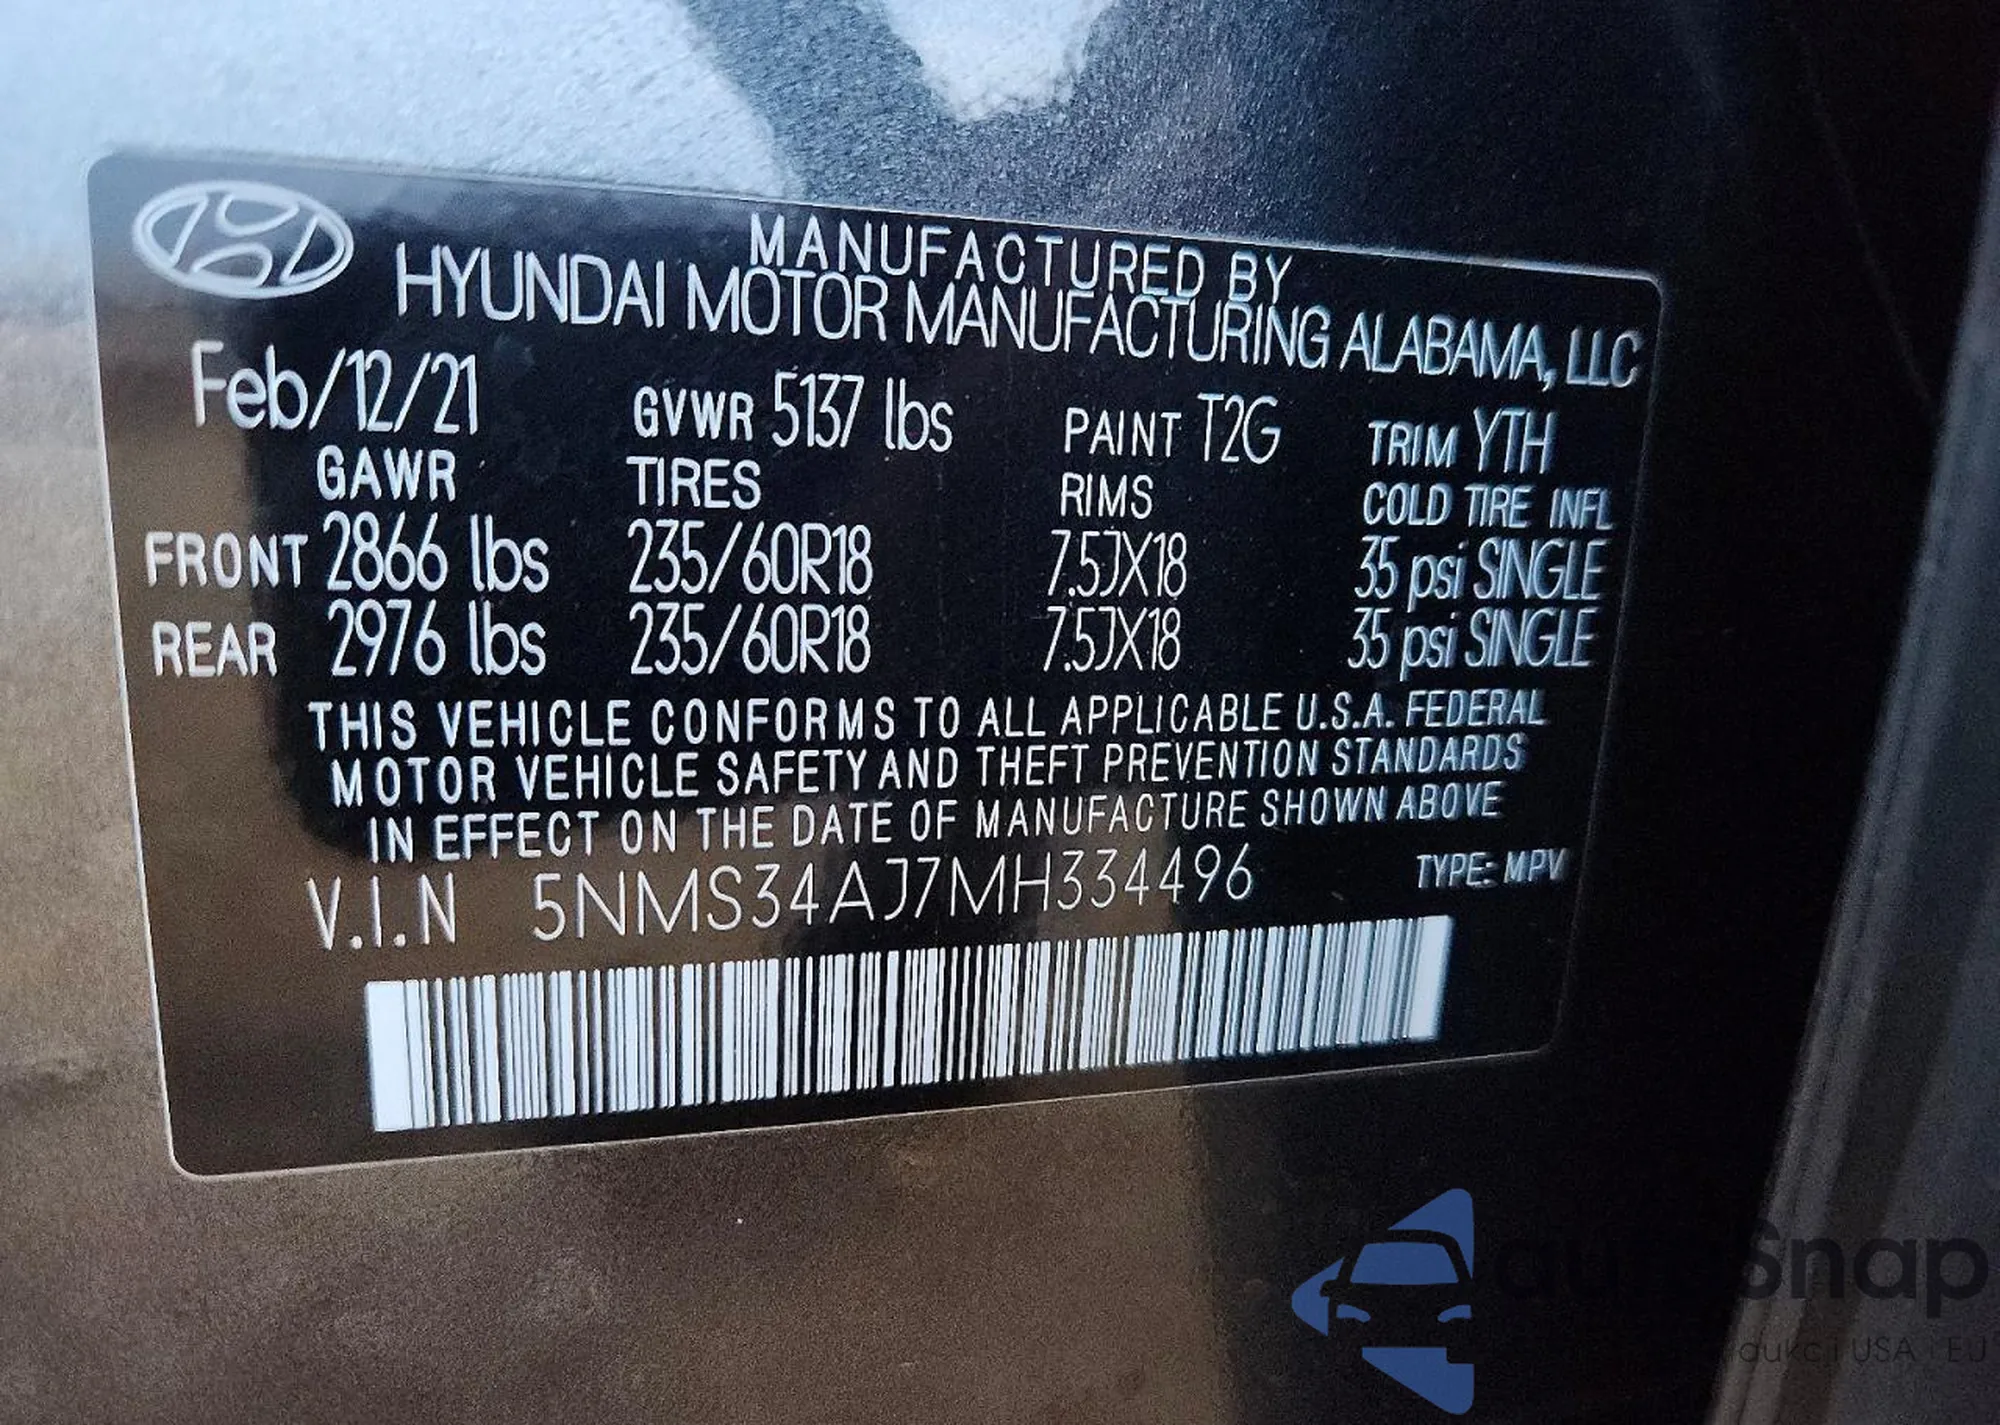 MANUFACTURED BY
HYUNDAI MOTOR MANUFACTURING ALABAMA, LLC
Feb/12/21 GVWR 5137 lbs PAINT T2G TRIM YTH
GAWR TIRES RIMS COLD TIRE INFL
FRONT 2866 lbs 235/60R18 7.5JX18 35 psi SINGLE
REAR 2976 lbs 235/60R18 7.5JX18 35 psi SINGLE
THIS VEHICLE CONFORMS TO ALL APPLICABLE U.S.A. FEDERAL
MOTOR VEHICLE SAFETY AND THEFT PREVENTION STANDARDS
IN EFFECT ON THE DATE OF MANUFACTURE SHOWN ABOVE
V.I.N 5NMS34AJ7MH334496 TYPE: MPV
autoSnap
USA i EU